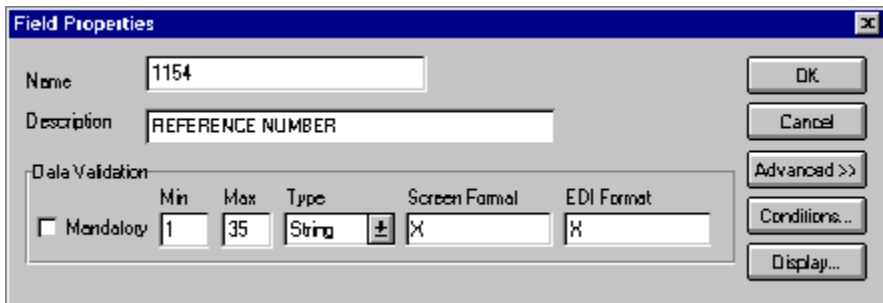 Field Properties
Name 1154
Description REFERENCE NUMBER
Data Validation
Min Max Type Screen Format EDI Format
Mandatory 1 35 String X X
OK
Cancel
Advanced >>
Conditions...
Display...